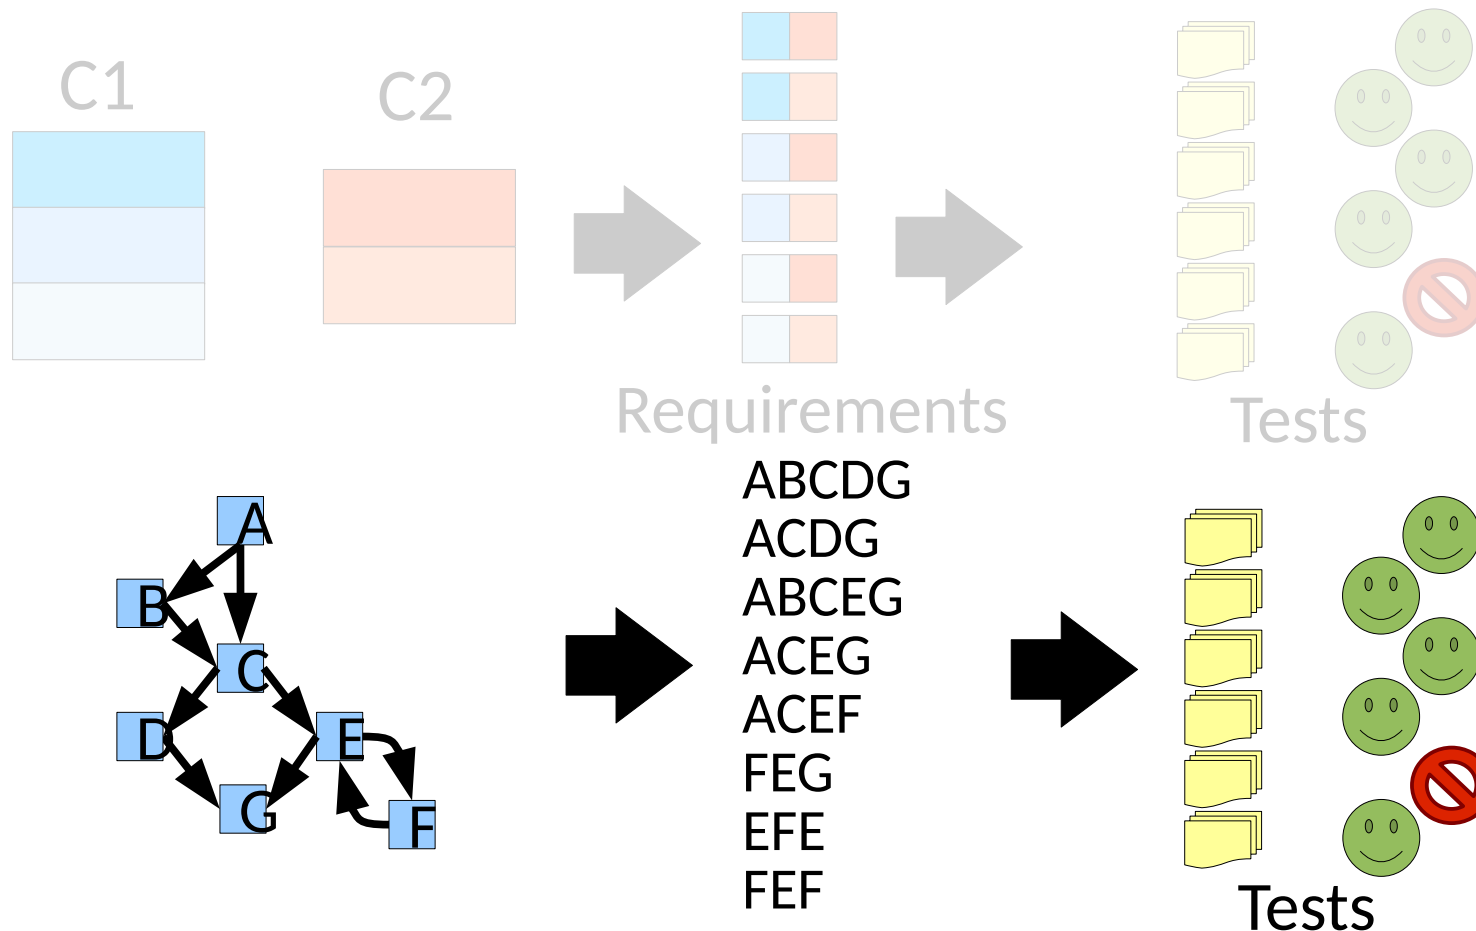 C1
C2
Requirements
Tests
A
B
C
D
E
G
F
ABCDG
ACDG
ABCEG
ACEG
ACEF
FEG
EFE
FEF
Tests